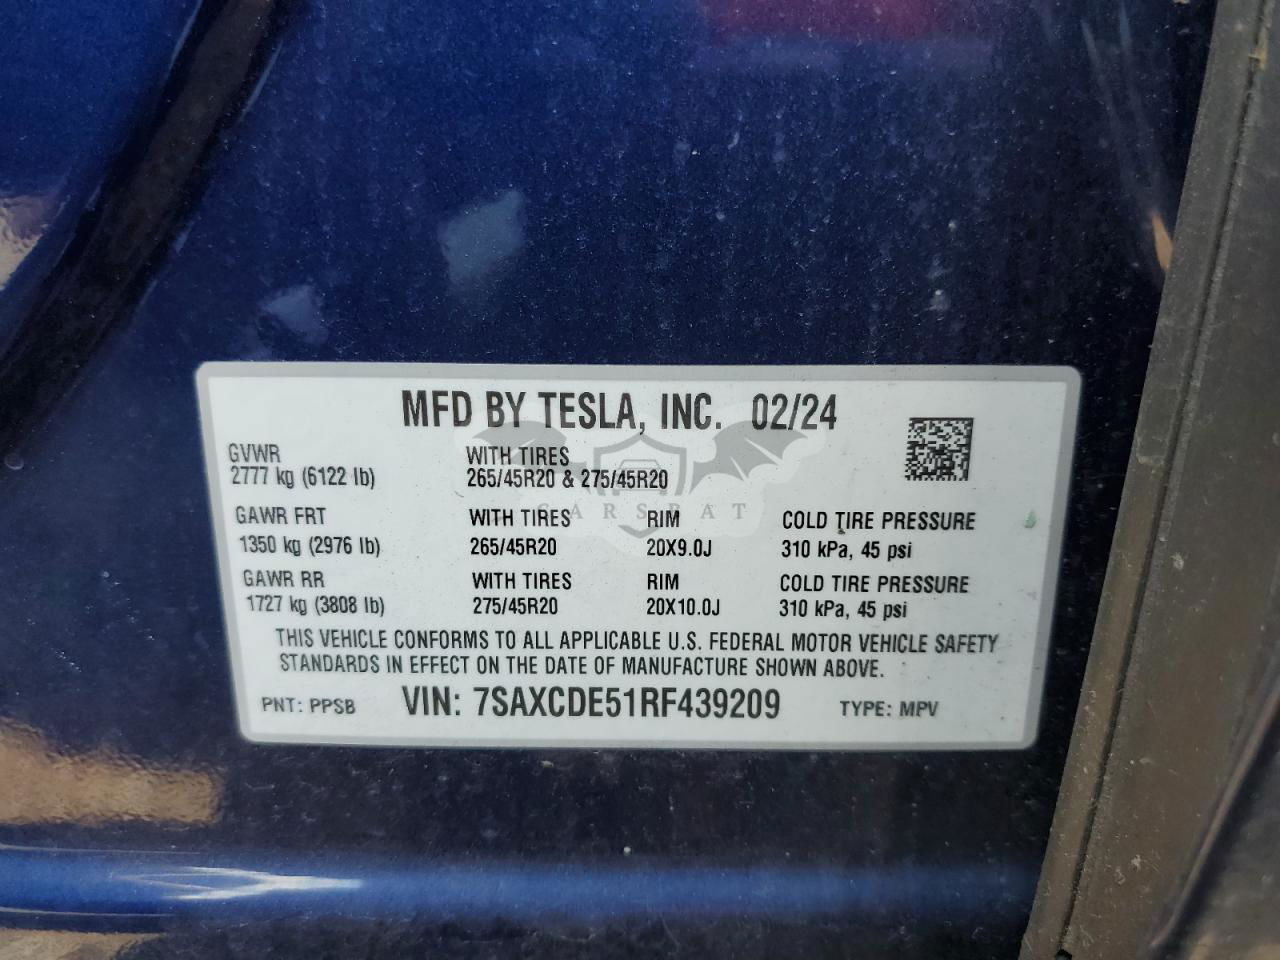 MFD BY TESLA, INC. 02/24
GVWR WITH TIRES
2777 kg (6122 lb) 265/45R20 & 275/45R20
GAWR FRT WITH TIRES RIM COLD TIRE PRESSURE
1350 kg (2976 lb) 265/45R20 20X9.0J 310 kPa, 45 psi
GAWR RR WITH TIRES RIM COLD TIRE PRESSURE
1727 kg (3808 lb) 275/45R20 20X10.0J 310 kPa, 45 psi
THIS VEHICLE CONFORMS TO ALL APPLICABLE U.S. FEDERAL MOTOR VEHICLE SAFETY
STANDARDS IN EFFECT ON THE DATE OF MANUFACTURE SHOWN ABOVE.
PNT: PPSB VIN: 7SAXCDE51RF439209 TYPE: MPV
CARSBAT